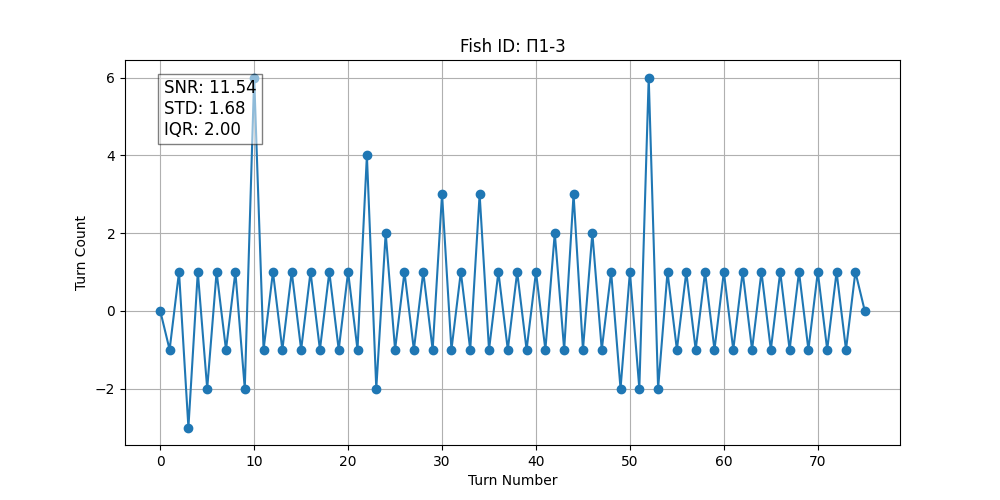 Fish ID: П1-3
SNR: 11.54
STD: 1.68
IQR: 2.00
6
4
2
0
−2
Turn Count
0 10 20 30 40 50 60 70
Turn Number